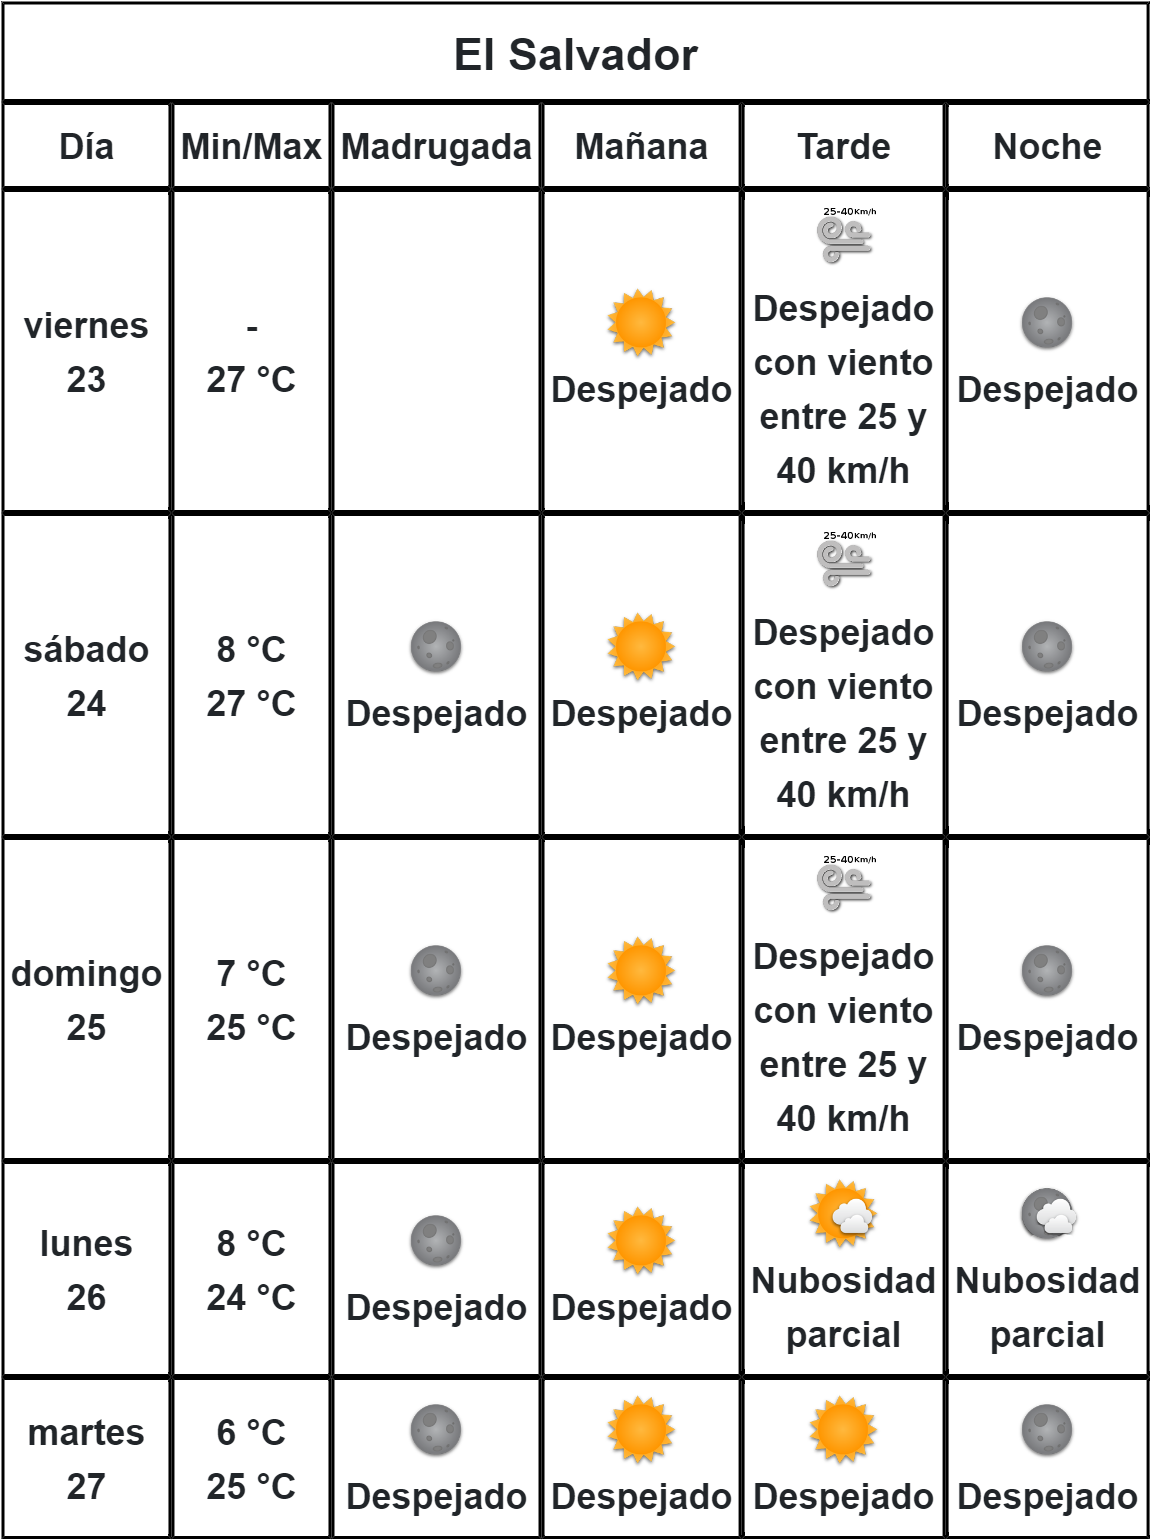 El Salvador
Día Min/Max Madrugada Mañana Tarde Noche
viernes
23
-
27 °C
Despejado
25-40Km/h
Despejado
con viento
entre 25 y
40 km/h
Despejado
sábado
24
8 °C
27 °C
Despejado
Despejado
25-40Km/h
Despejado
con viento
entre 25 y
40 km/h
Despejado
domingo
25
7 °C
25 °C
Despejado
Despejado
25-40Km/h
Despejado
con viento
entre 25 y
40 km/h
Despejado
lunes
26
8 °C
24 °C
Despejado
Despejado
Nubosidad
parcial
Nubosidad
parcial
martes
27
6 °C
25 °C
Despejado
Despejado
Despejado
Despejado